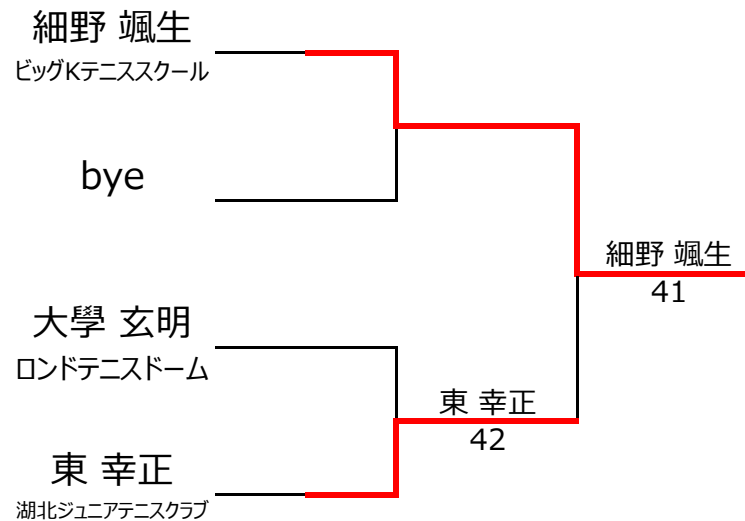 細野 颯生
ビッグKテニススクール
bye
細野 颯生
41
大學 玄明
ロンドテニスドーム
東 幸正
42
東 幸正
湖北ジュニアテニスクラブ